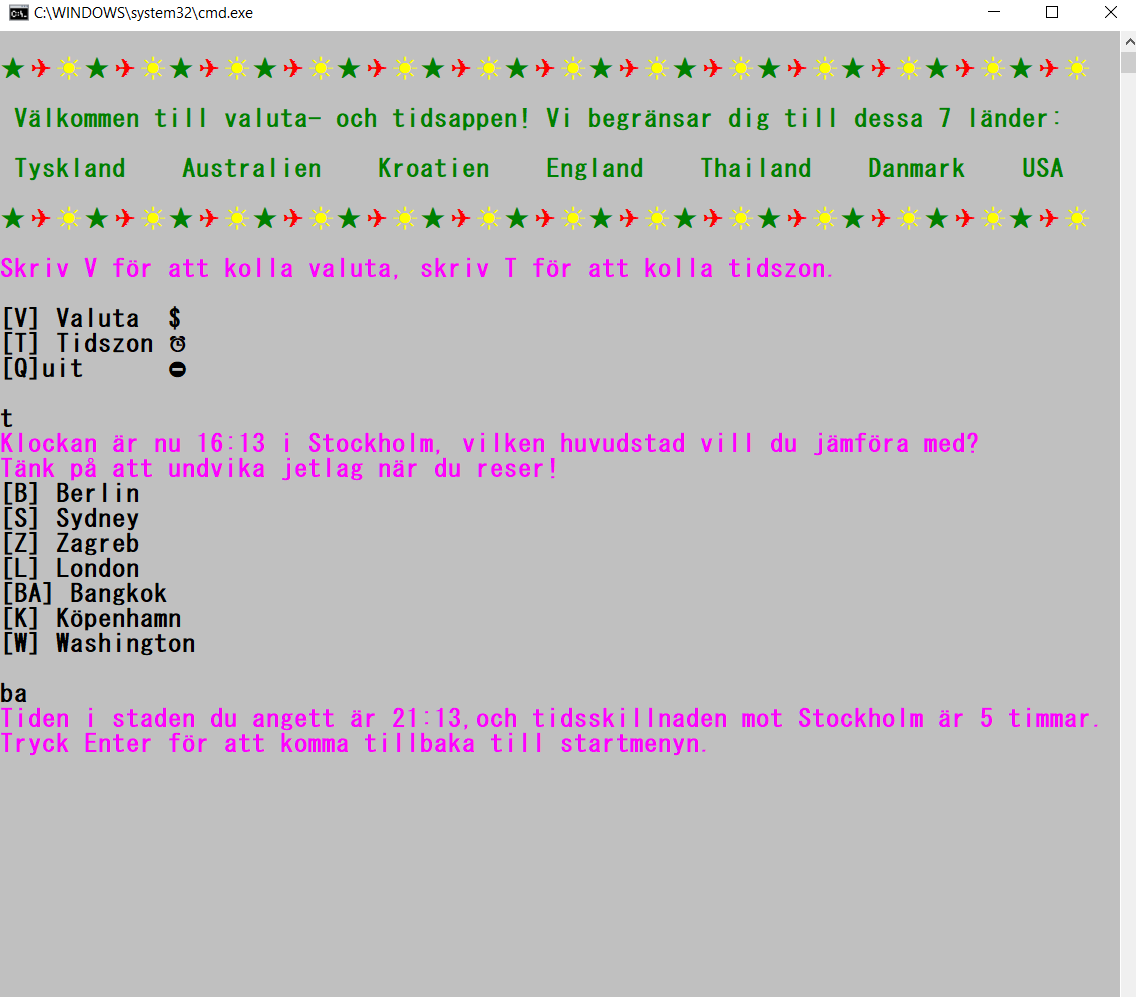 C:\WINDOWS\system32\cmd.exe
★✈☀★✈☀★✈☀★✈☀★✈☀★✈☀★✈☀★✈☀★✈☀★✈☀★✈☀★✈☀★✈☀
Välkommen till valuta- och tidsappen! Vi begränsar dig till dessa 7 länder:
Tyskland    Australien    Kroatien    England    Thailand    Danmark    USA
★✈☀★✈☀★✈☀★✈☀★✈☀★✈☀★✈☀★✈☀★✈☀★✈☀★✈☀★✈☀★✈☀
Skriv V för att kolla valuta, skriv T för att kolla tidszon.
[V] Valuta  $
[T] Tidszon ⏰
[Q]uit      ⛔
t
Klockan är nu 16:13 i Stockholm, vilken huvudstad vill du jämföra med?
Tänk på att undvika jetlag när du reser!
[B] Berlin
[S] Sydney
[Z] Zagreb
[L] London
[BA] Bangkok
[K] Köpenhamn
[W] Washington
ba
Tiden i staden du angett är 21:13,och tidsskillnaden mot Stockholm är 5 timmar.
Tryck Enter för att komma tillbaka till startmenyn.